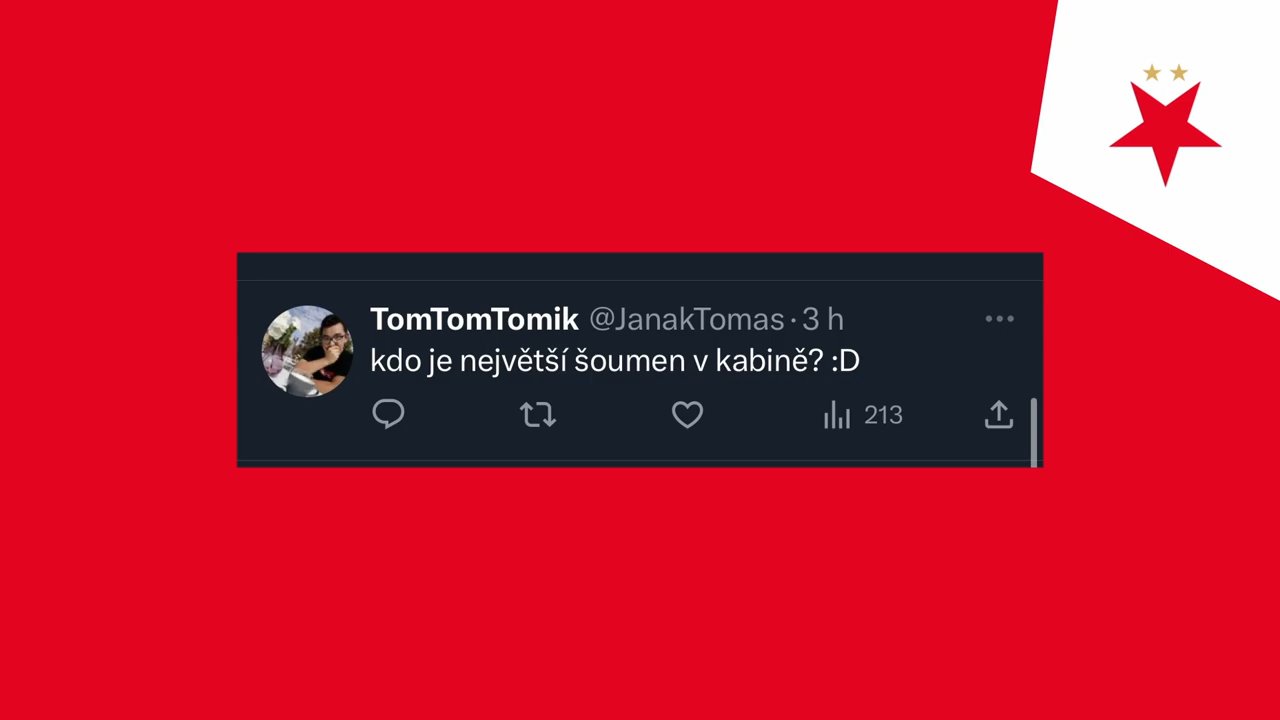 TomTomTomik @JanakTomas · 3 h
kdo je největší šoumen v kabině? :D
213